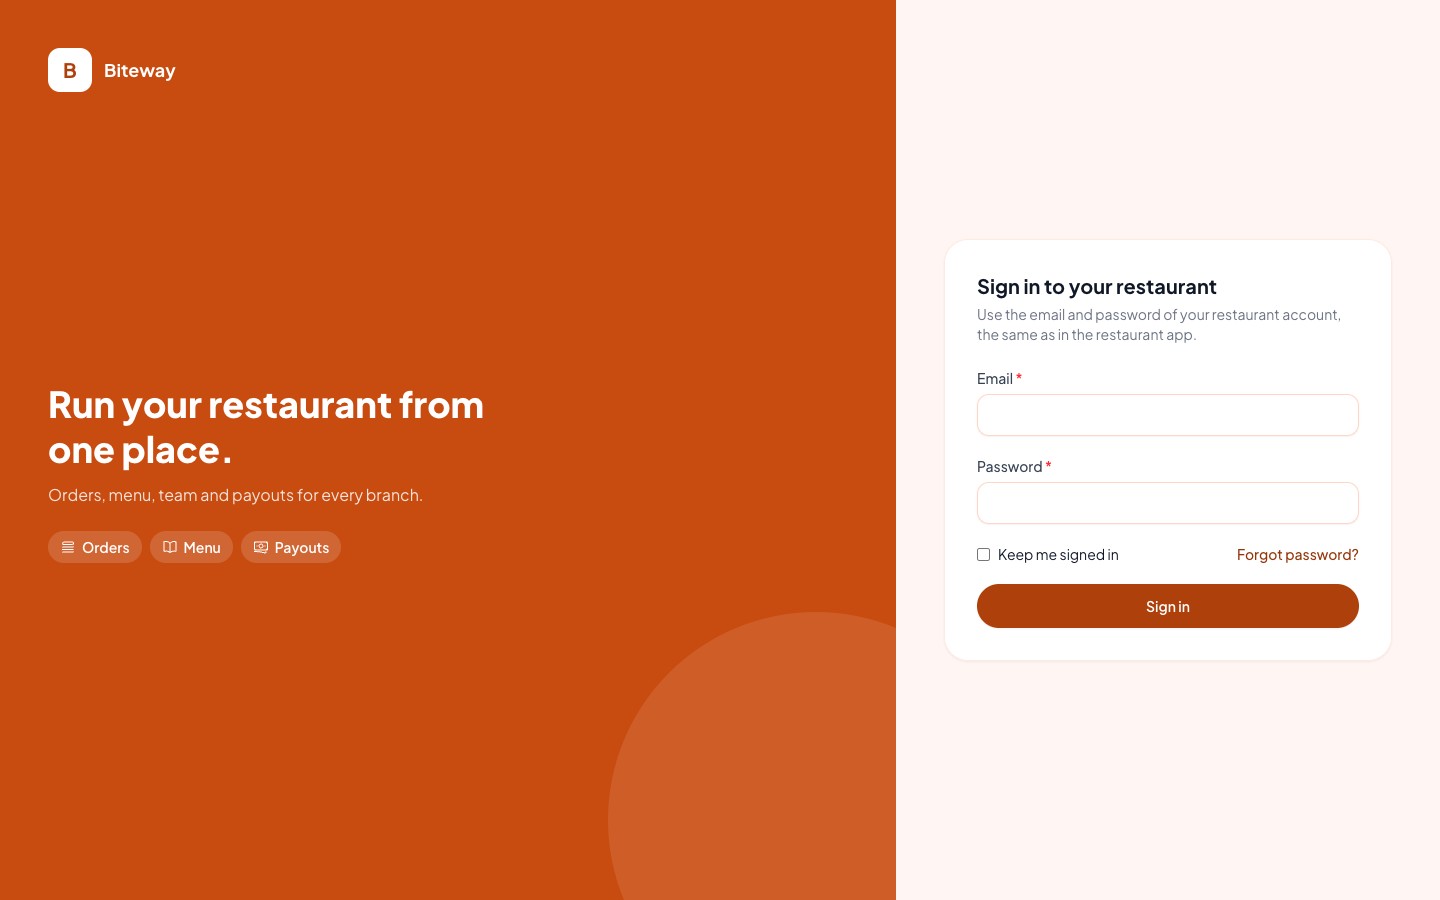 B
Biteway
Run your restaurant from
one place.
Orders, menu, team and payouts for every branch.
Orders
Menu
Payouts
Sign in to your restaurant
Use the email and password of your restaurant account,
the same as in the restaurant app.
Email *
Password *
Keep me signed in
Forgot password?
Sign in